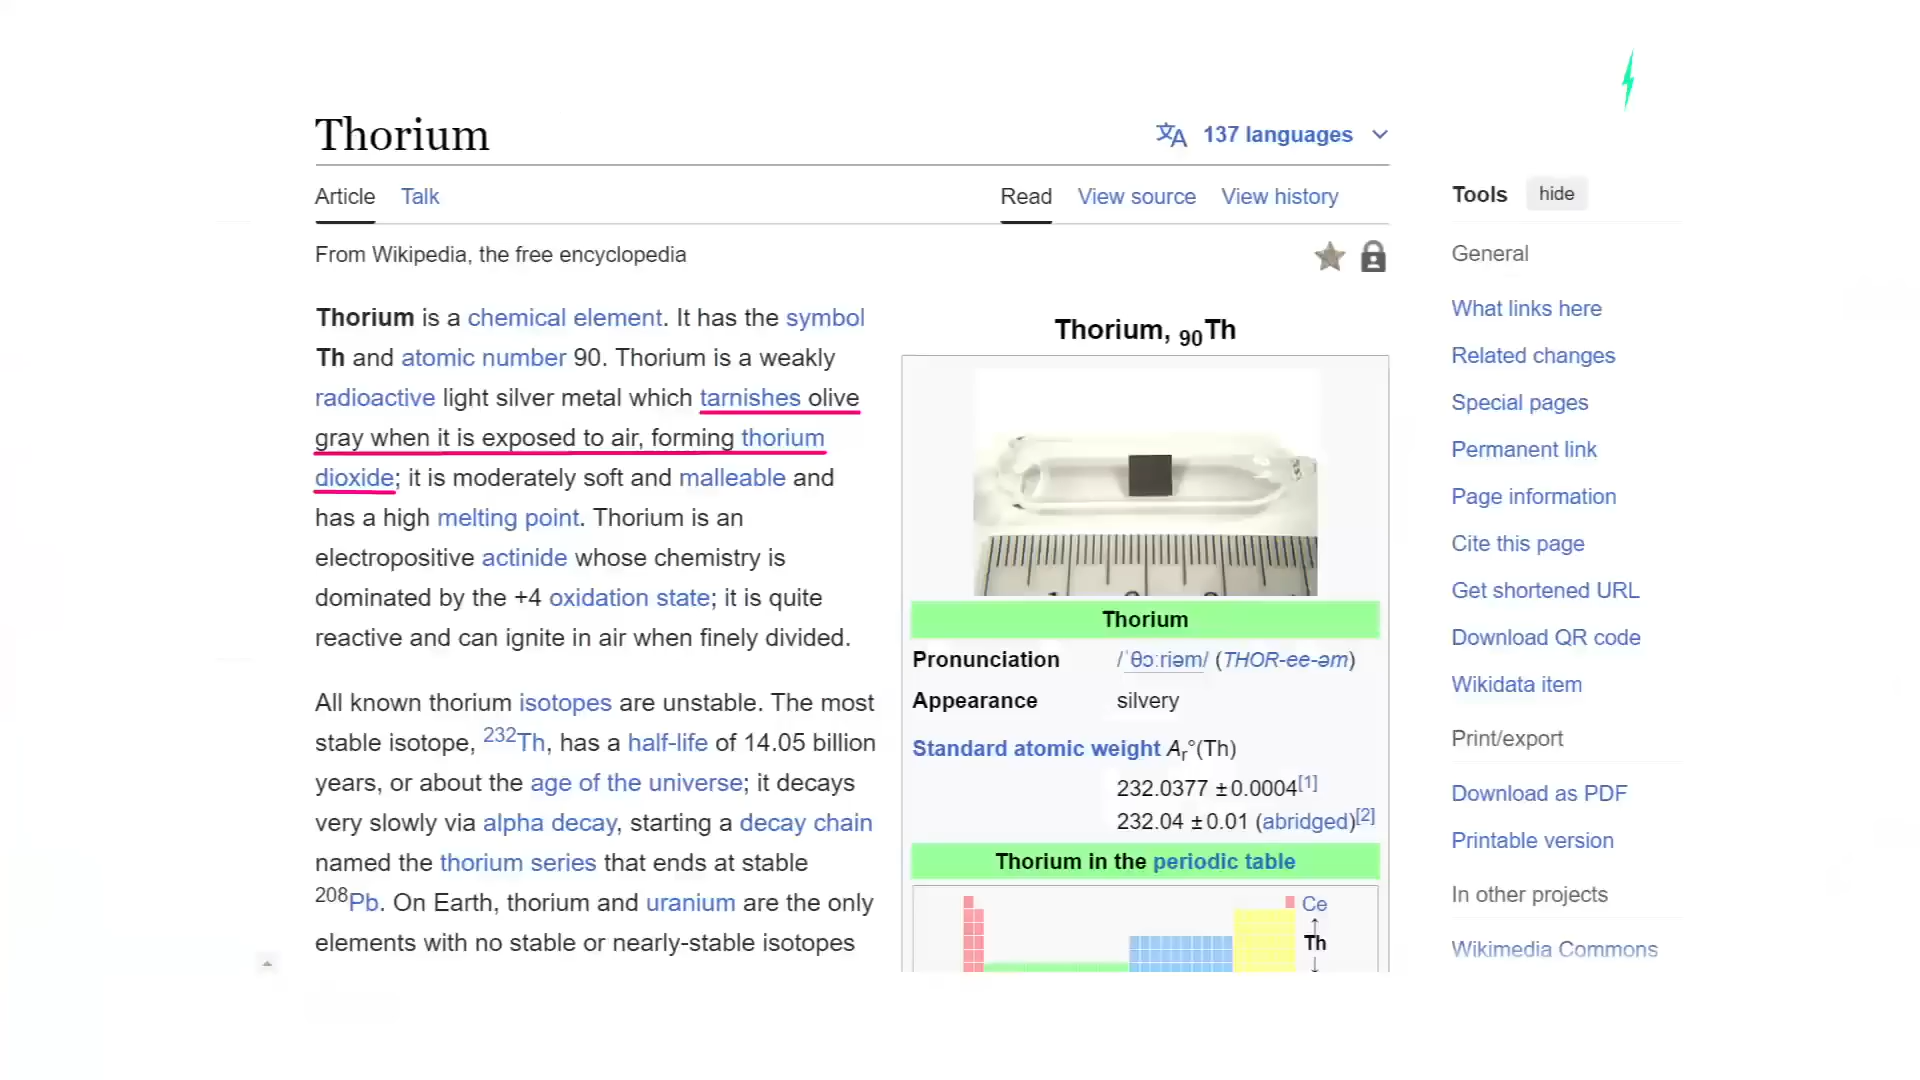 Thorium
137 languages
Article Talk
Read View source View history
Tools hide
From Wikipedia, the free encyclopedia
Thorium is a chemical element. It has the symbol
Th and atomic number 90. Thorium is a weakly
radioactive light silver metal which tarnishes olive
gray when it is exposed to air, forming thorium
dioxide; it is moderately soft and malleable and
has a high melting point. Thorium is an
electropositive actinide whose chemistry is
dominated by the +4 oxidation state; it is quite
reactive and can ignite in air when finely divided.
All known thorium isotopes are unstable. The most
stable isotope, 232Th, has a half-life of 14.05 billion
years, or about the age of the universe; it decays
very slowly via alpha decay, starting a decay chain
named the thorium series that ends at stable
208Pb. On Earth, thorium and uranium are the only
elements with no stable or nearly-stable isotopes
Thorium, 90Th
Thorium
Pronunciation /ˈθɔːriəm/ (THOR-ee-əm)
Appearance silvery
Standard atomic weight Ar°(Th)
232.0377 ±0.0004[1]
232.04 ±0.01 (abridged)[2]
Thorium in the periodic table
Ce
↑
Th
↓
General
What links here
Related changes
Special pages
Permanent link
Page information
Cite this page
Get shortened URL
Download QR code
Wikidata item
Print/export
Download as PDF
Printable version
In other projects
Wikimedia Commons